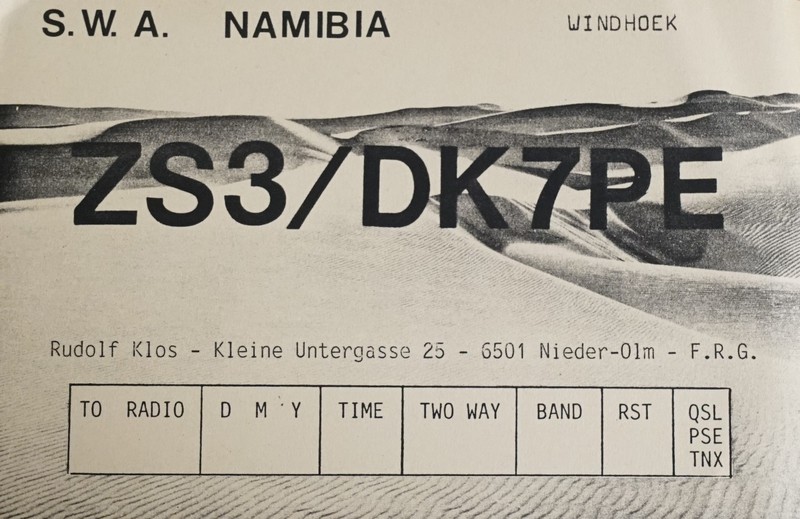 S.W. A. NAMIBIA WINDHOEK
ZS3/DK7PE
Rudolf Klos - Kleine Untergasse 25 - 6501 Nieder-Olm - F.R.G.
TO RADIO D M Y TIME TWO WAY BAND RST QSL
PSE
TNX